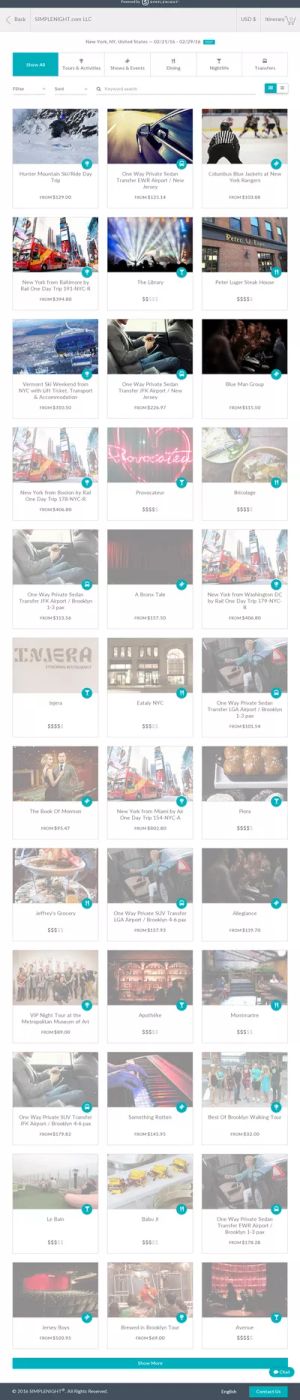 Powered by SIMPLENIGHT
Back SIMPLENIGHT.com LLC USD $ Itinerary
New York, NY, United States — 02/25/16 - 02/29/16
Show All Tours & Activities Shows & Events Dining Nightlife Transfers
Filter Sort Keyword search
Hunter Mountain Ski/Ride Day
Trip
FROM $129.00
One Way Private Sedan
Transfer EWR Airport / New
Jersey
FROM $123.14
Columbus Blue Jackets at New
York Rangers
FROM $103.88
New York from Baltimore by
Rail One Day Trip 191-NYC-R
FROM $394.80
The Library
$$$$$
Peter Luger Steak House
$$$$$
Vermont Ski Weekend from
NYC with Lift Ticket, Transport
& Accommodation
FROM $350.50
One Way Private Sedan
Transfer JFK Airport / New
Jersey
FROM $226.97
Blue Man Group
FROM $115.50
New York from Boston by Rail
One Day Trip 178-NYC-R
FROM $406.80
Provocateur
$$$$$
Bricolage
$$$$$
One Way Private Sedan
Transfer JFK Airport / Brooklyn
1-3 pax
FROM $153.56
A Bronx Tale
FROM $157.50
New York from Washington DC
by Rail One Day Trip 179-NYC-
R
FROM $406.80
INJERA
Injera
$$$$$
Eataly NYC
$$$$$
One Way Private Sedan
Transfer LGA Airport / Brooklyn
1-3 pax
FROM $101.54
The Book Of Mormon
FROM $95.47
New York from Miami by Air
One Day Trip 154-NYC-A
FROM $802.80
Piora
$$$$$
Jeffrey's Grocery
$$$$$
One Way Private SUV Transfer
LGA Airport / Brooklyn 4-6 pax
FROM $157.93
Allegiance
FROM $119.78
VIP Night Tour at the
Metropolitan Museum of Art
FROM $89.00
Apotheke
$$$$$
Montmartre
$$$$$
One Way Private SUV Transfer
JFK Airport / Brooklyn 4-6 pax
FROM $179.82
Something Rotten
FROM $145.95
Best Of Brooklyn Walking Tour
FROM $32.00
Le Bain
$$$$$
Babu Ji
$$$$$
One Way Private Sedan
Transfer EWR Airport /
Brooklyn 1-3 pax
FROM $178.28
Jersey Boys
FROM $102.93
Brewed in Brooklyn Tour
FROM $69.00
Avenue
$$$$$
Show More
Chat
© 2016 SIMPLENIGHT®. All Rights Reserved. English Contact Us